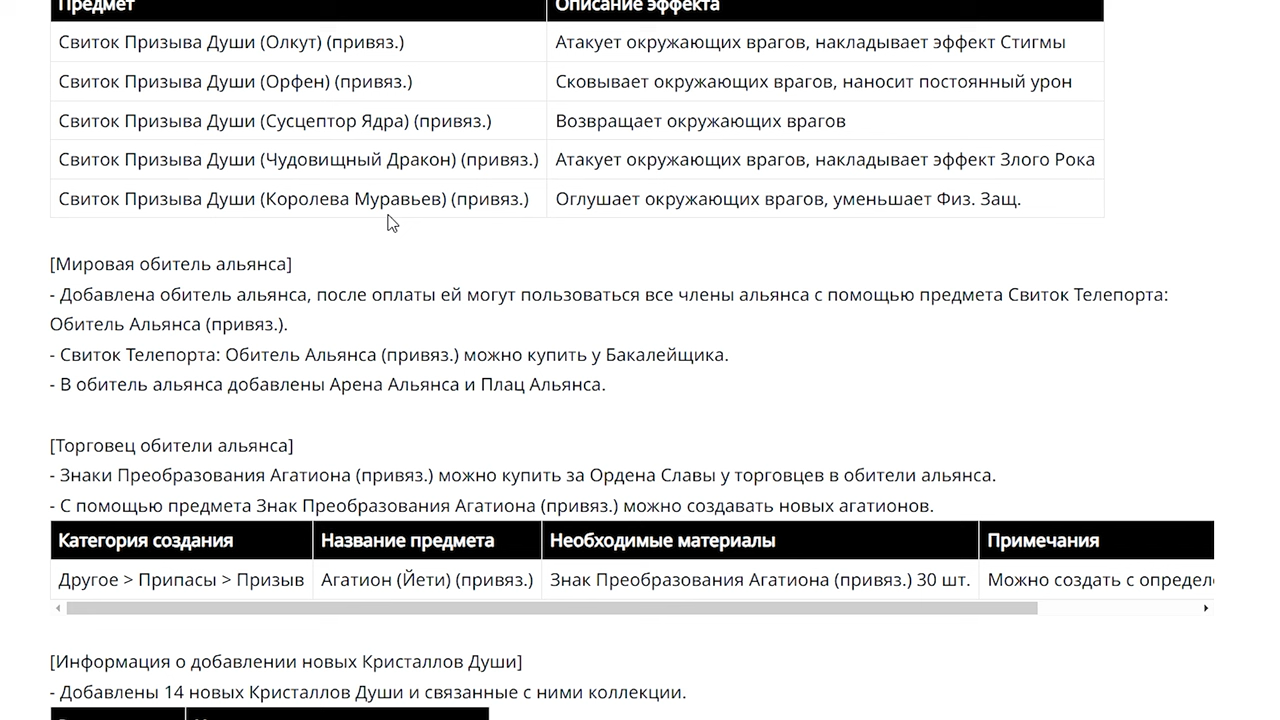 Предмет Описание эффекта
Свиток Призыва Души (Олкут) (привяз.) Атакует окружающих врагов, накладывает эффект Стигмы
Свиток Призыва Души (Орфен) (привяз.) Сковывает окружающих врагов, наносит постоянный урон
Свиток Призыва Души (Сусцептор Ядра) (привяз.) Возвращает окружающих врагов
Свиток Призыва Души (Чудовищный Дракон) (привяз.) Атакует окружающих врагов, накладывает эффект Злого Рока
Свиток Призыва Души (Королева Муравьев) (привяз.) Оглушает окружающих врагов, уменьшает Физ. Защ.
[Мировая обитель альянса]
- Добавлена обитель альянса, после оплаты ей могут пользоваться все члены альянса с помощью предмета Свиток Телепорта:
Обитель Альянса (привяз.).
- Свиток Телепорта: Обитель Альянса (привяз.) можно купить у Бакалейщика.
- В обитель альянса добавлены Арена Альянса и Плац Альянса.
[Торговец обители альянса]
- Знаки Преобразования Агатиона (привяз.) можно купить за Ордена Славы у торговцев в обители альянса.
- С помощью предмета Знак Преобразования Агатиона (привяз.) можно создавать новых агатионов.
Категория создания Название предмета Необходимые материалы Примечания
Другое > Припасы > Призыв Агатион (Йети) (привяз.) Знак Преобразования Агатиона (привяз.) 30 шт. Можно создать с определ
[Информация о добавлении новых Кристаллов Души]
- Добавлены 14 новых Кристаллов Души и связанные с ними коллекции.